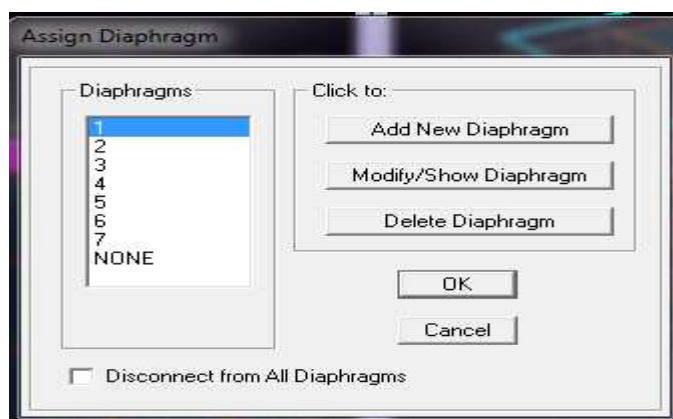 Assign Diaphragm
Diaphragms
1
2
3
4
5
6
7
NONE
Click to:
Add New Diaphragm
Modify/Show Diaphragm
Delete Diaphragm
OK
Cancel
Disconnect from All Diaphragms